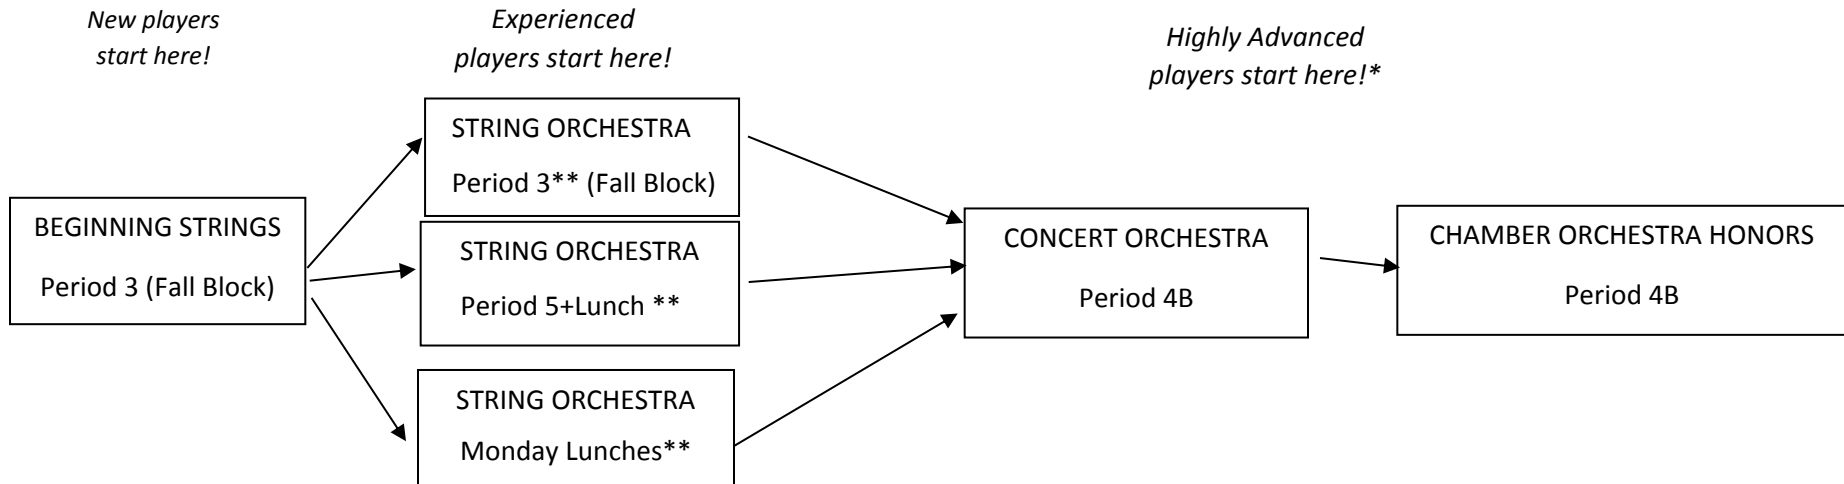 New players
start here!
Experienced
players start here!
Highly Advanced
players start here!*
BEGINNING STRINGS
Period 3 (Fall Block)
STRING ORCHESTRA
Period 3** (Fall Block)
STRING ORCHESTRA
Period 5+Lunch **
STRING ORCHESTRA
Monday Lunches**
CONCERT ORCHESTRA
Period 4B
CHAMBER ORCHESTRA HONORS
Period 4B